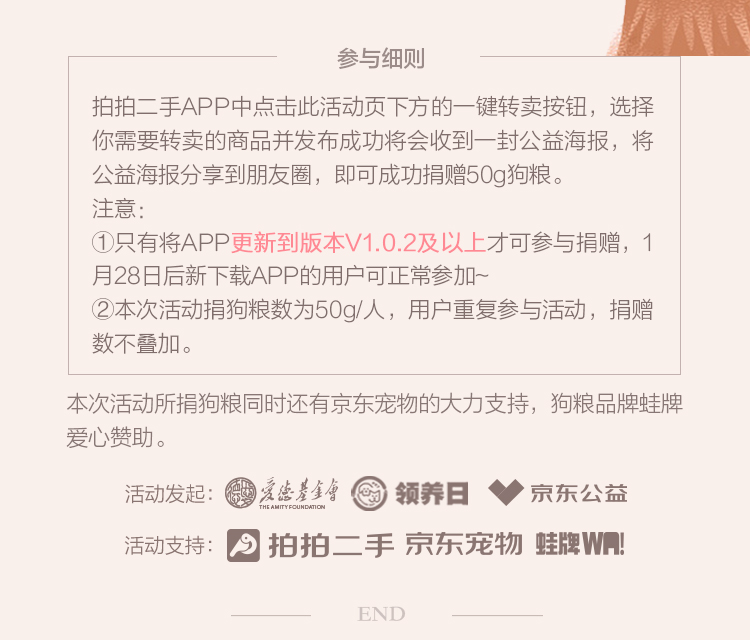 参与细则
拍拍二手APP中点击此活动页下方的一键转卖按钮，选择
你需要转卖的商品并发布成功将会收到一封公益海报，将
公益海报分享到朋友圈，即可成功捐赠50g狗粮。
注意：
①只有将APP更新到版本V1.0.2及以上才可参与捐赠，1
月28日后新下载APP的用户可正常参加~
②本次活动捐狗粮数为50g/人，用户重复参与活动，捐赠
数不叠加。
本次活动所捐狗粮同时还有京东宠物的大力支持，狗粮品牌蛙牌
爱心赞助。
活动发起： 愛德基金會 THE AMITY FOUNDATION 领养日 京东公益
活动支持： 拍拍二手 京东宠物 蛙牌WA!
END